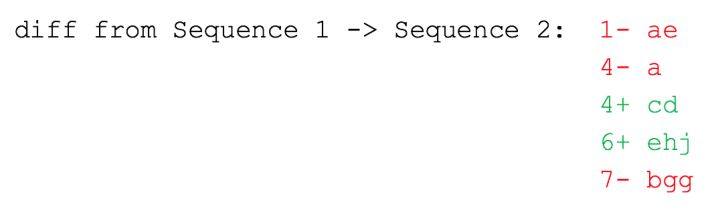 diff from Sequence 1 -> Sequence 2: 1- ae
4- a
4+ cd
6+ ehj
7- bgg